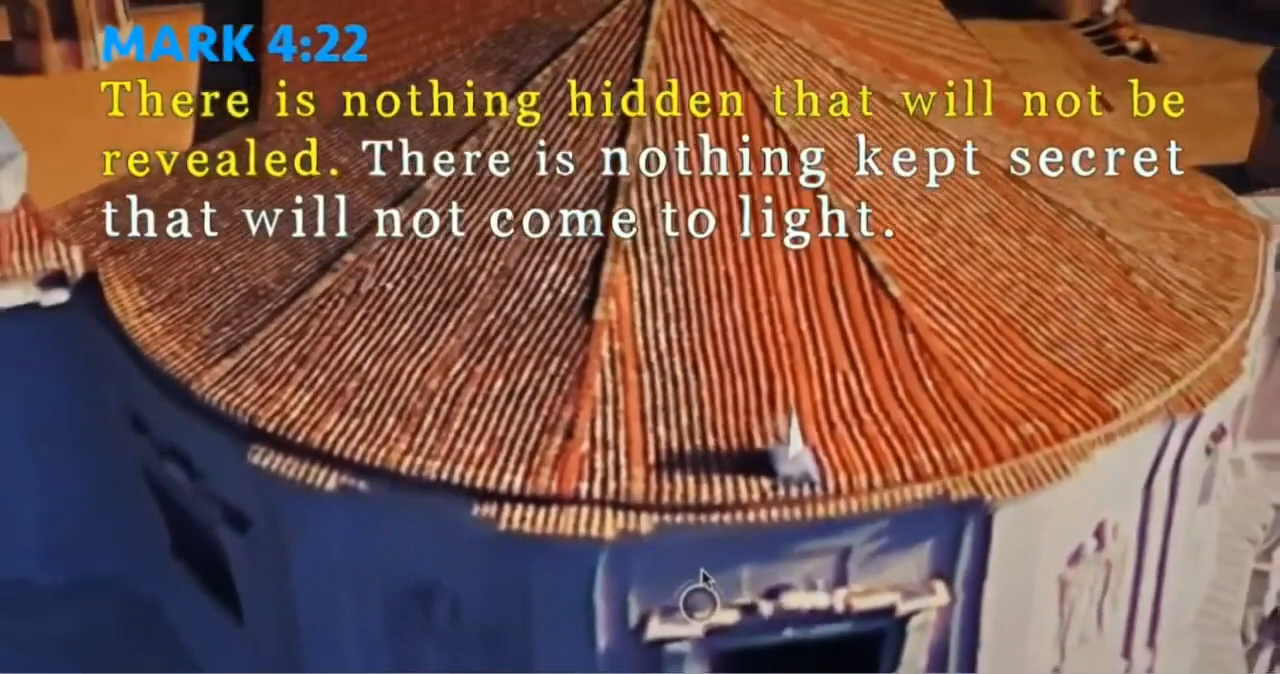 MARK 4:22
There is nothing hidden that will not be
revealed. There is nothing kept secret
that will not come to light.